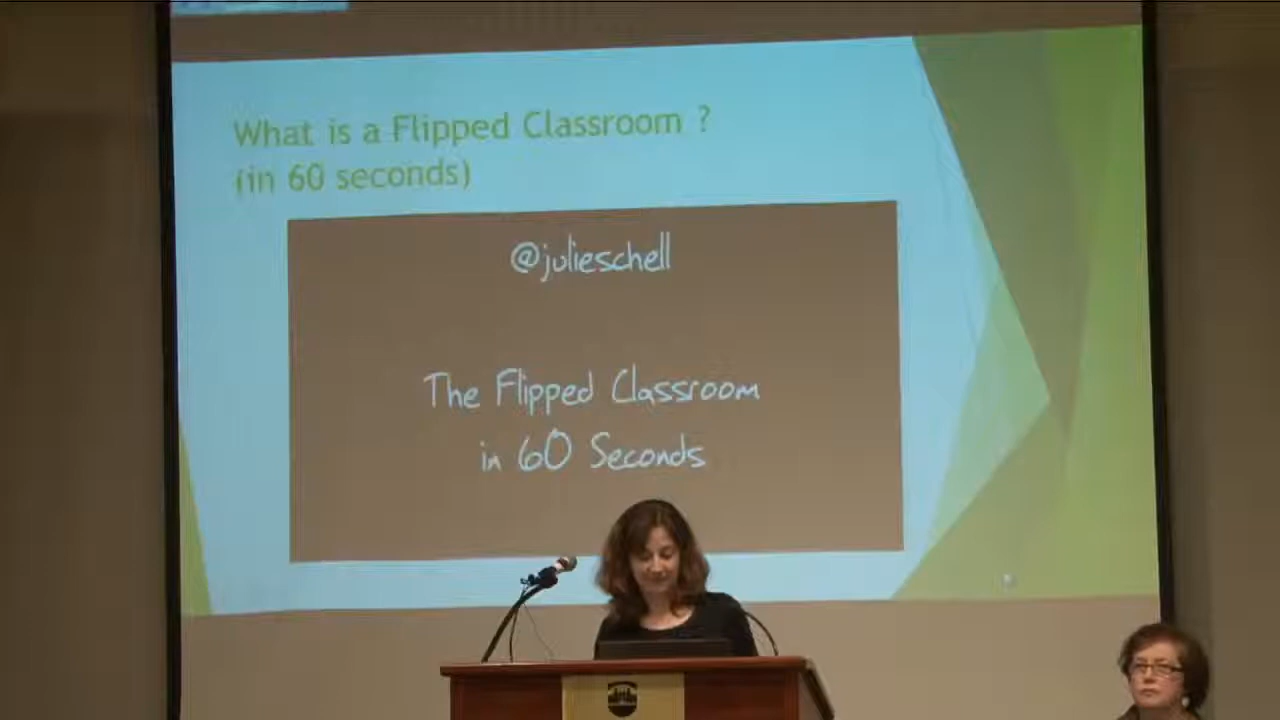 What is a Flipped Classroom ?
(in 60 seconds)
@julieschell
The Flipped Classroom
in 60 Seconds